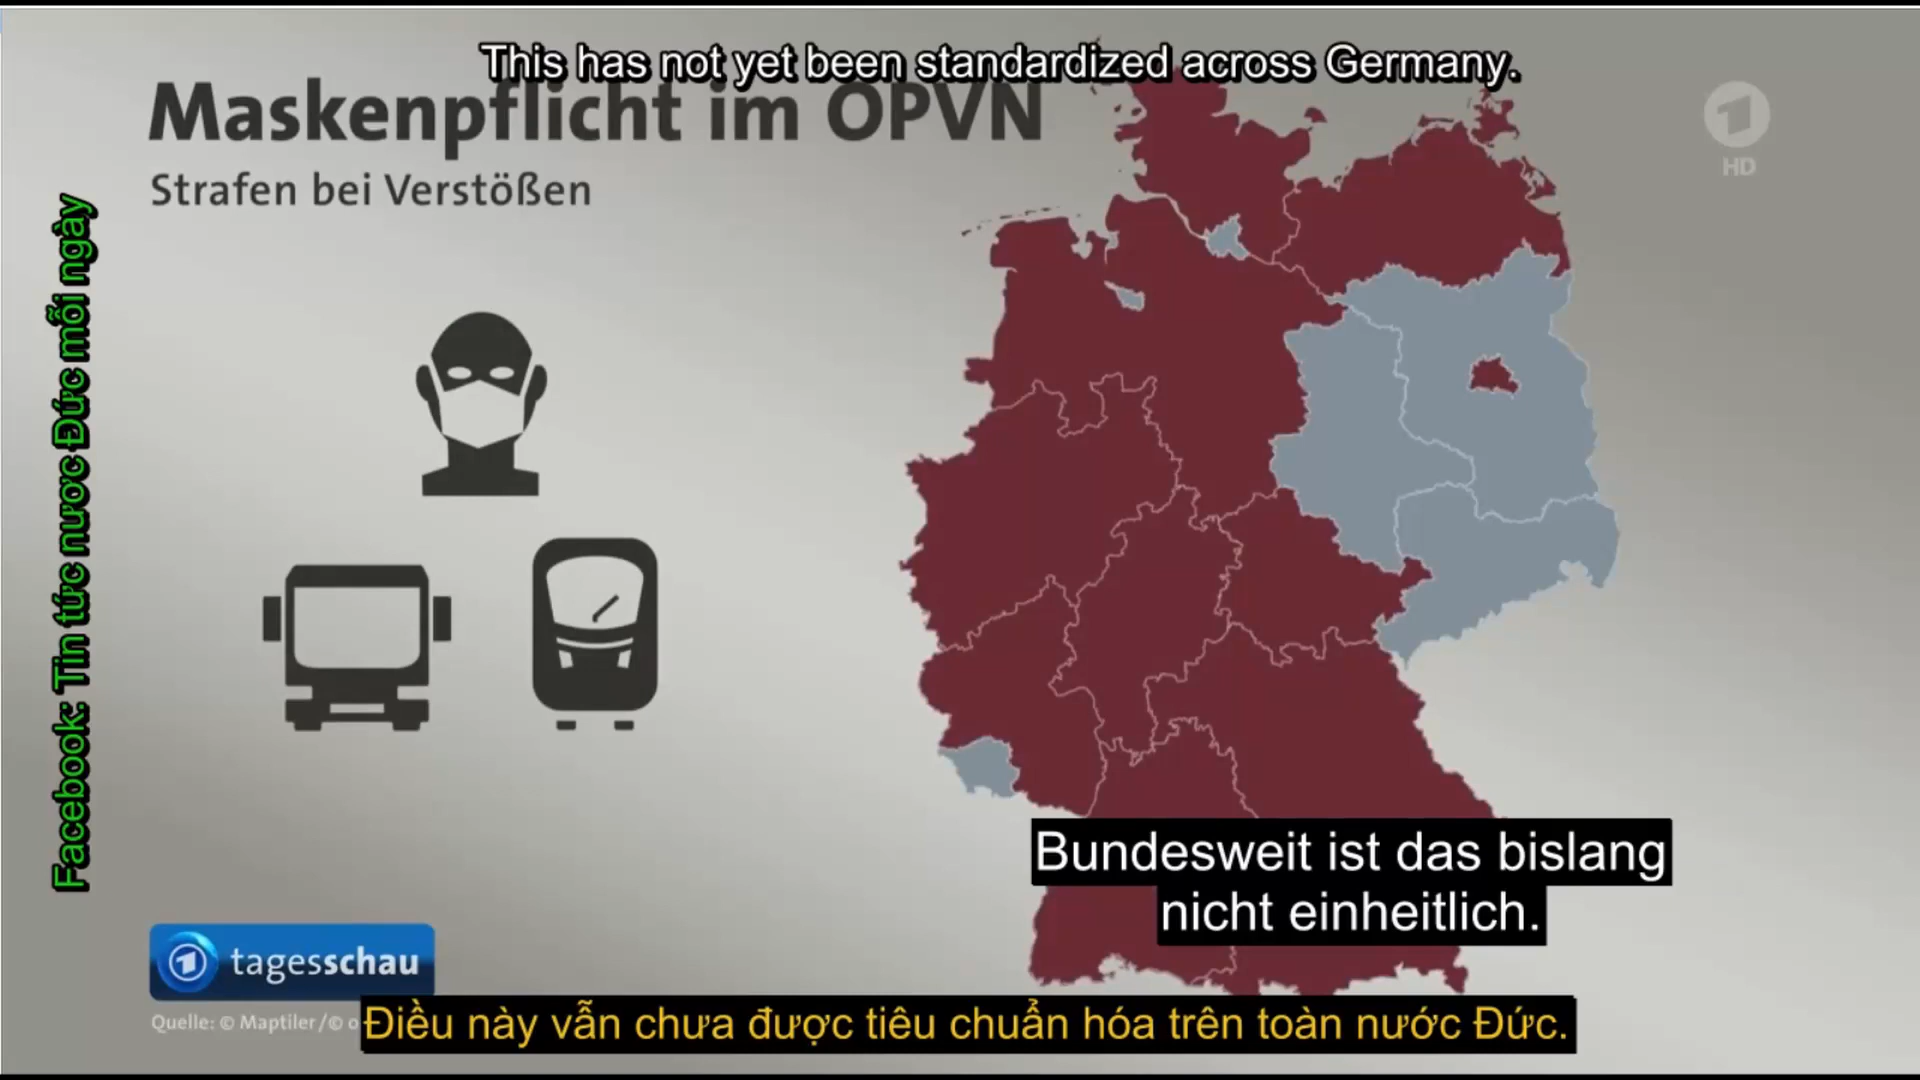 This has not yet been standardized across Germany.
Maskenpflicht im OPVN
Strafen bei Verstößen
HD
Facebook: Tin tức nước Đức mỗi ngày
Bundesweit ist das bislang
nicht einheitlich.
tagesschau
Quelle: © Maptiler/© o
Điều này vẫn chưa được tiêu chuẩn hóa trên toàn nước Đức.